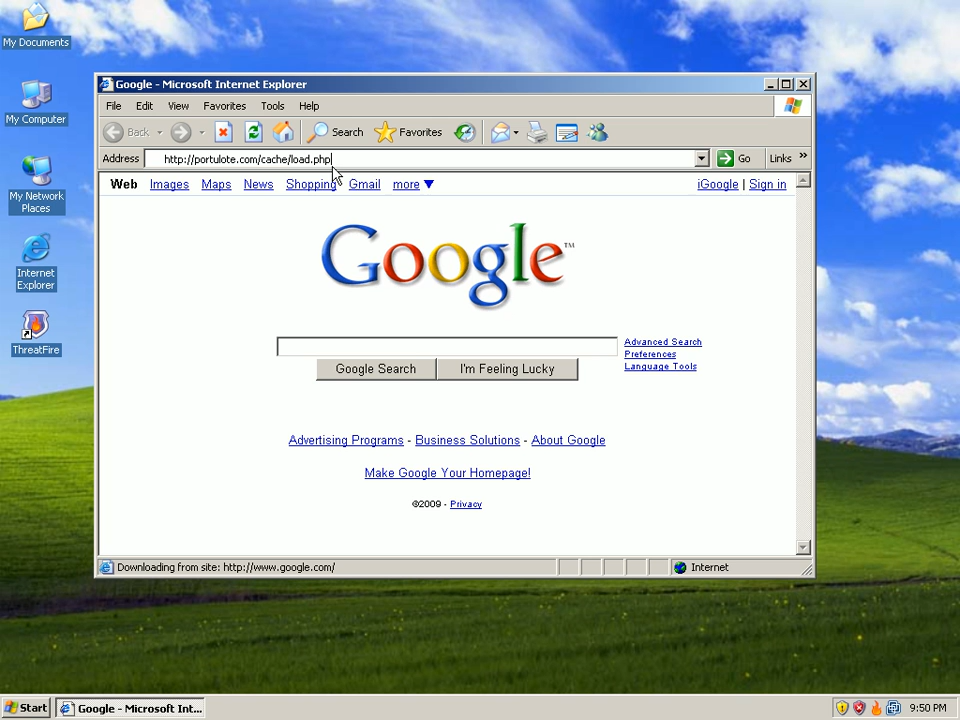 My Documents
My Computer
My Network
Places
Internet
Explorer
ThreatFire
Google - Microsoft Internet Explorer
File Edit View Favorites Tools Help
Back Search Favorites
Address http://portulote.com/cache/load.php Go Links »
Web Images Maps News Shopping Gmail more ▼ iGoogle | Sign in
Google™
Advanced Search
Preferences
Language Tools
Google Search I'm Feeling Lucky
Advertising Programs - Business Solutions - About Google
Make Google Your Homepage!
©2009 - Privacy
Downloading from site: http://www.google.com/ Internet
Start Google - Microsoft Int... 9:50 PM